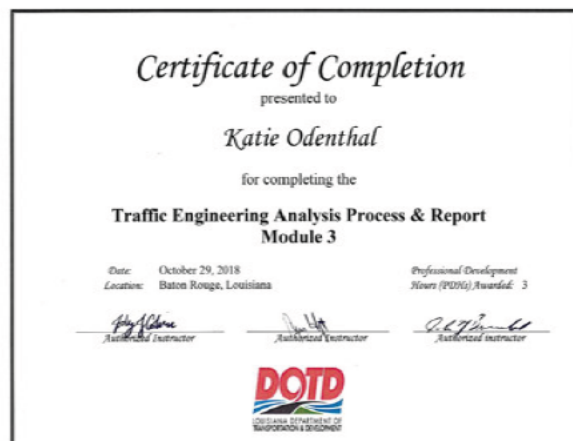 Certificate of Completion
presented to
Katie Odenthal
for completing the
Traffic Engineering Analysis Process & Report
Module 3
Date: October 29, 2018
Location: Baton Rouge, Louisiana
Professional Development
Hours (PDHs) Awarded: 3
Authorized Instructor
Authorized Instructor
Authorized instructor
DOTD
LOUISIANA DEPARTMENT OF
TRANSPORTATION & DEVELOPMENT